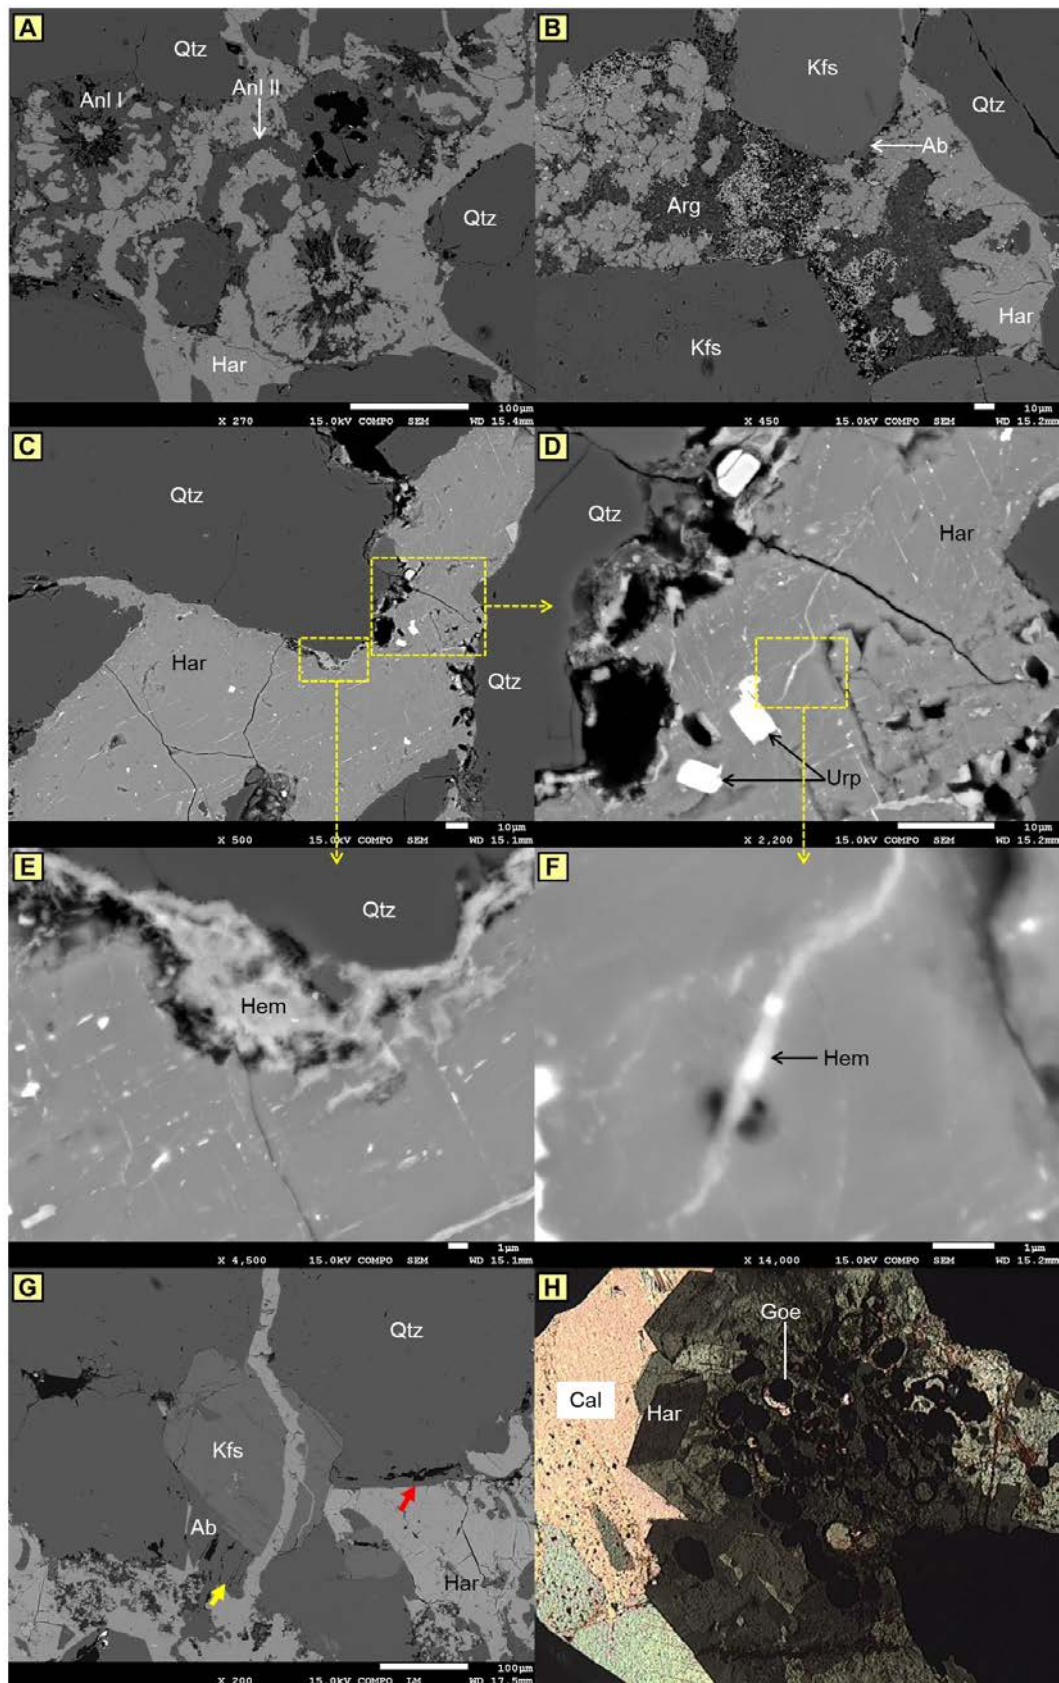 A
Qtz
Anl I
Anl II
Qtz
Har
100μm
X 270 15.0kV COMPO SEM WD 15.4mm
B
Kfs
Qtz
Ab
Arg
Kfs
Har
10μm
X 450 15.0kV COMPO SEM WD 15.2mm
C
Qtz
Har
Qtz
10μm
X 500 15.0kV COMPO SEM WD 15.1mm
D
Qtz
Har
Urp
10μm
X 2,200 15.0kV COMPO SEM WD 15.2mm
E
Qtz
Hem
1μm
X 4,500 15.0kV COMPO SEM WD 15.1mm
F
Hem
1μm
X 14,000 15.0kV COMPO SEM WD 15.2mm
G
Qtz
Kfs
Ab
Har
100μm
X 200 15.0kV COMPO LM WD 17.5mm
H
Goe
Cal
Har